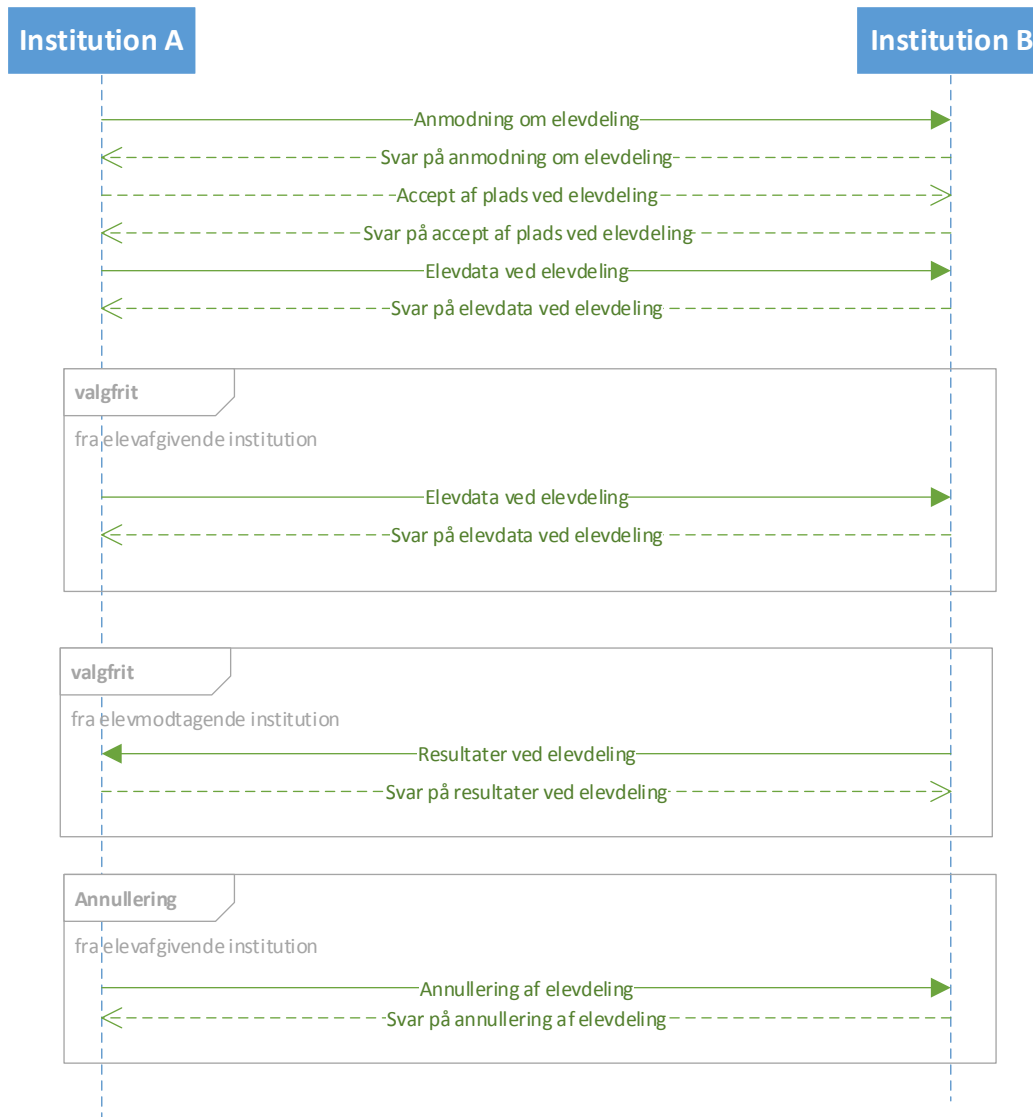 Institution A
Institution B
Anmodning om elevdeling
Svar på anmodning om elevdeling
Accept af plads ved elevdeling
Svar på accept af plads ved elevdeling
Elevdata ved elevdeling
Svar på elevdata ved elevdeling
valgfrit
fra elevafgivende institution
Elevdata ved elevdeling
Svar på elevdata ved elevdeling
valgfrit
fra elevmodtagende institution
Resultater ved elevdeling
Svar på resultater ved elevdeling
Annullering
fra elevafgivende institution
Annullering af elevdeling
Svar på annullering af elevdeling